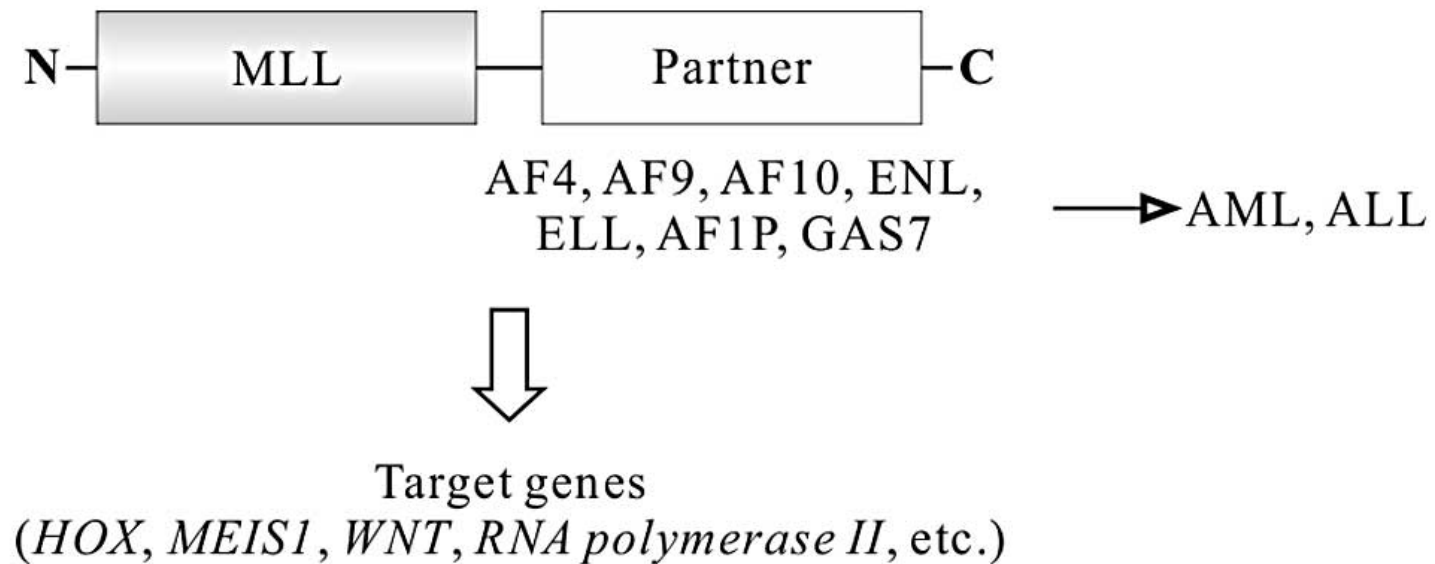 N MLL Partner C
AF4, AF9, AF10, ENL,
ELL, AF1P, GAS7
AML, ALL
Target genes
(HOX, MEIS1, WNT, RNA polymerase II, etc.)